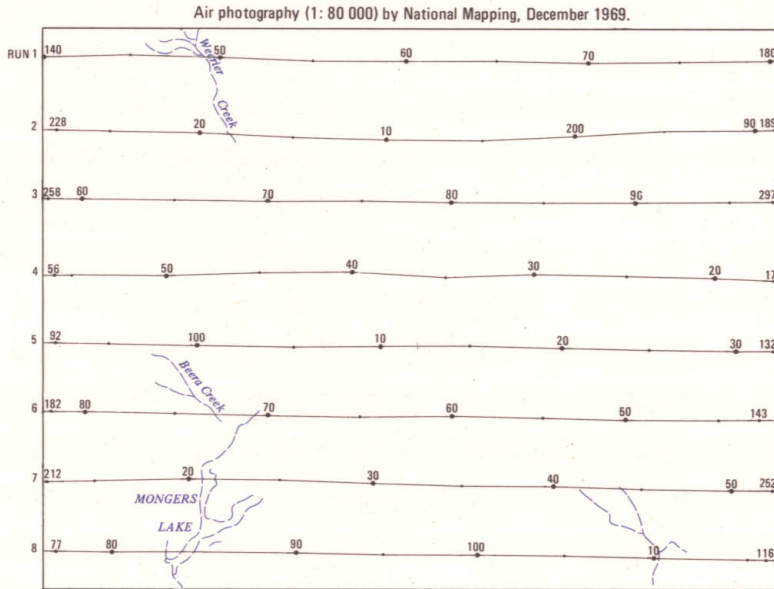 Air photography (1: 80 000) by National Mapping, December 1969.
RUN 1 140 50 60 70 180
Weerier
Creek
2 228 20 10 200 90 189
3 258 60 70 80 90 297
4 56 50 40 30 20 17
5 92 100 10 20 30 132
Beera Creek
6 182 80 70 60 50 143
7 212 20 30 40 50 252
MONGERS
LAKE
8 77 80 90 100 10 116